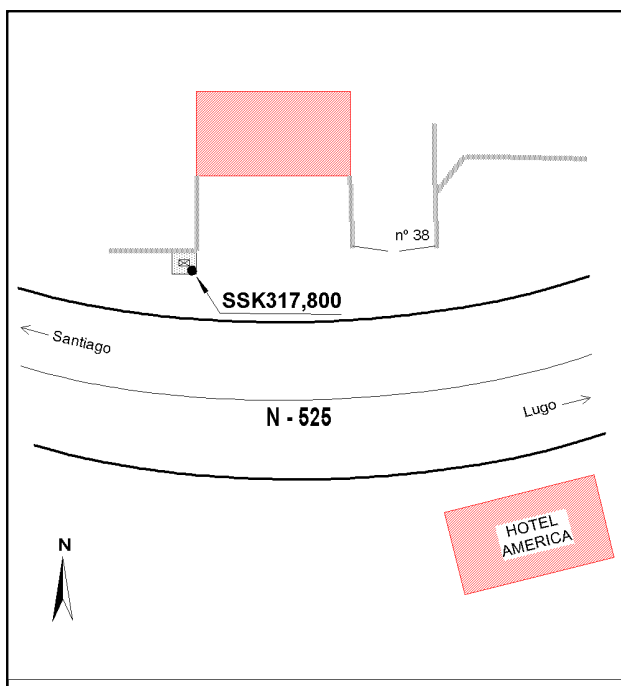 nº 38
SSK317,800
Santiago
N - 525
Lugo
HOTEL
AMERICA
N